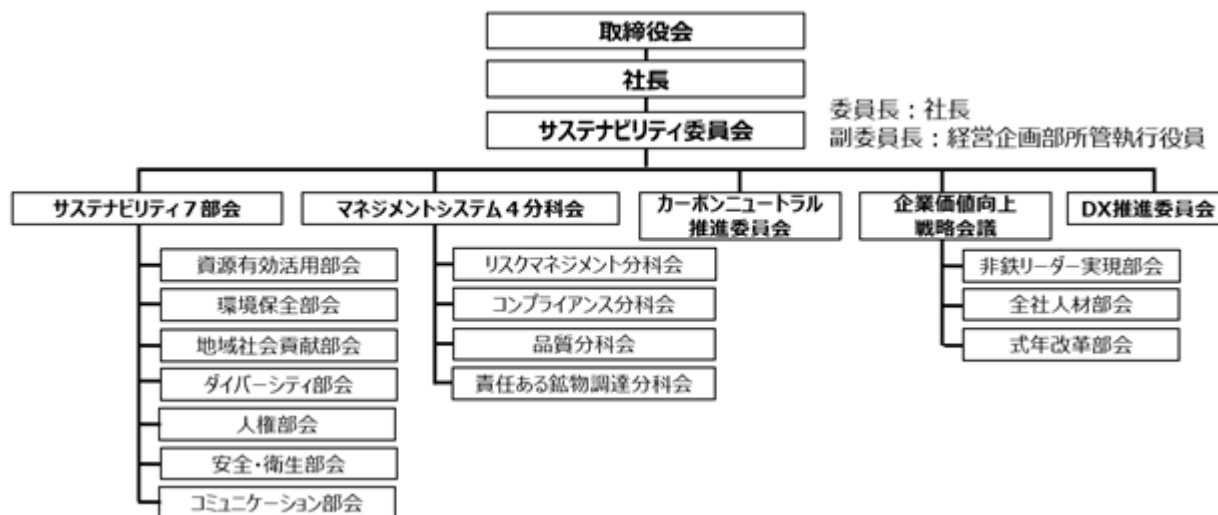 取締役会
社長
サステナビリティ委員会
委員長：社長
副委員長：経営企画部所管執行役員
サステナビリティ７部会
マネジメントシステム４分科会
カーボンニュートラル
推進委員会
企業価値向上
戦略会議
DX推進委員会
資源有効活用部会
環境保全部会
地域社会貢献部会
ダイバーシティ部会
人権部会
安全・衛生部会
コミュニケーション部会
リスクマネジメント分科会
コンプライアンス分科会
品質分科会
責任ある鉱物調達分科会
非鉄リーダー実現部会
全社人材部会
式年改革部会